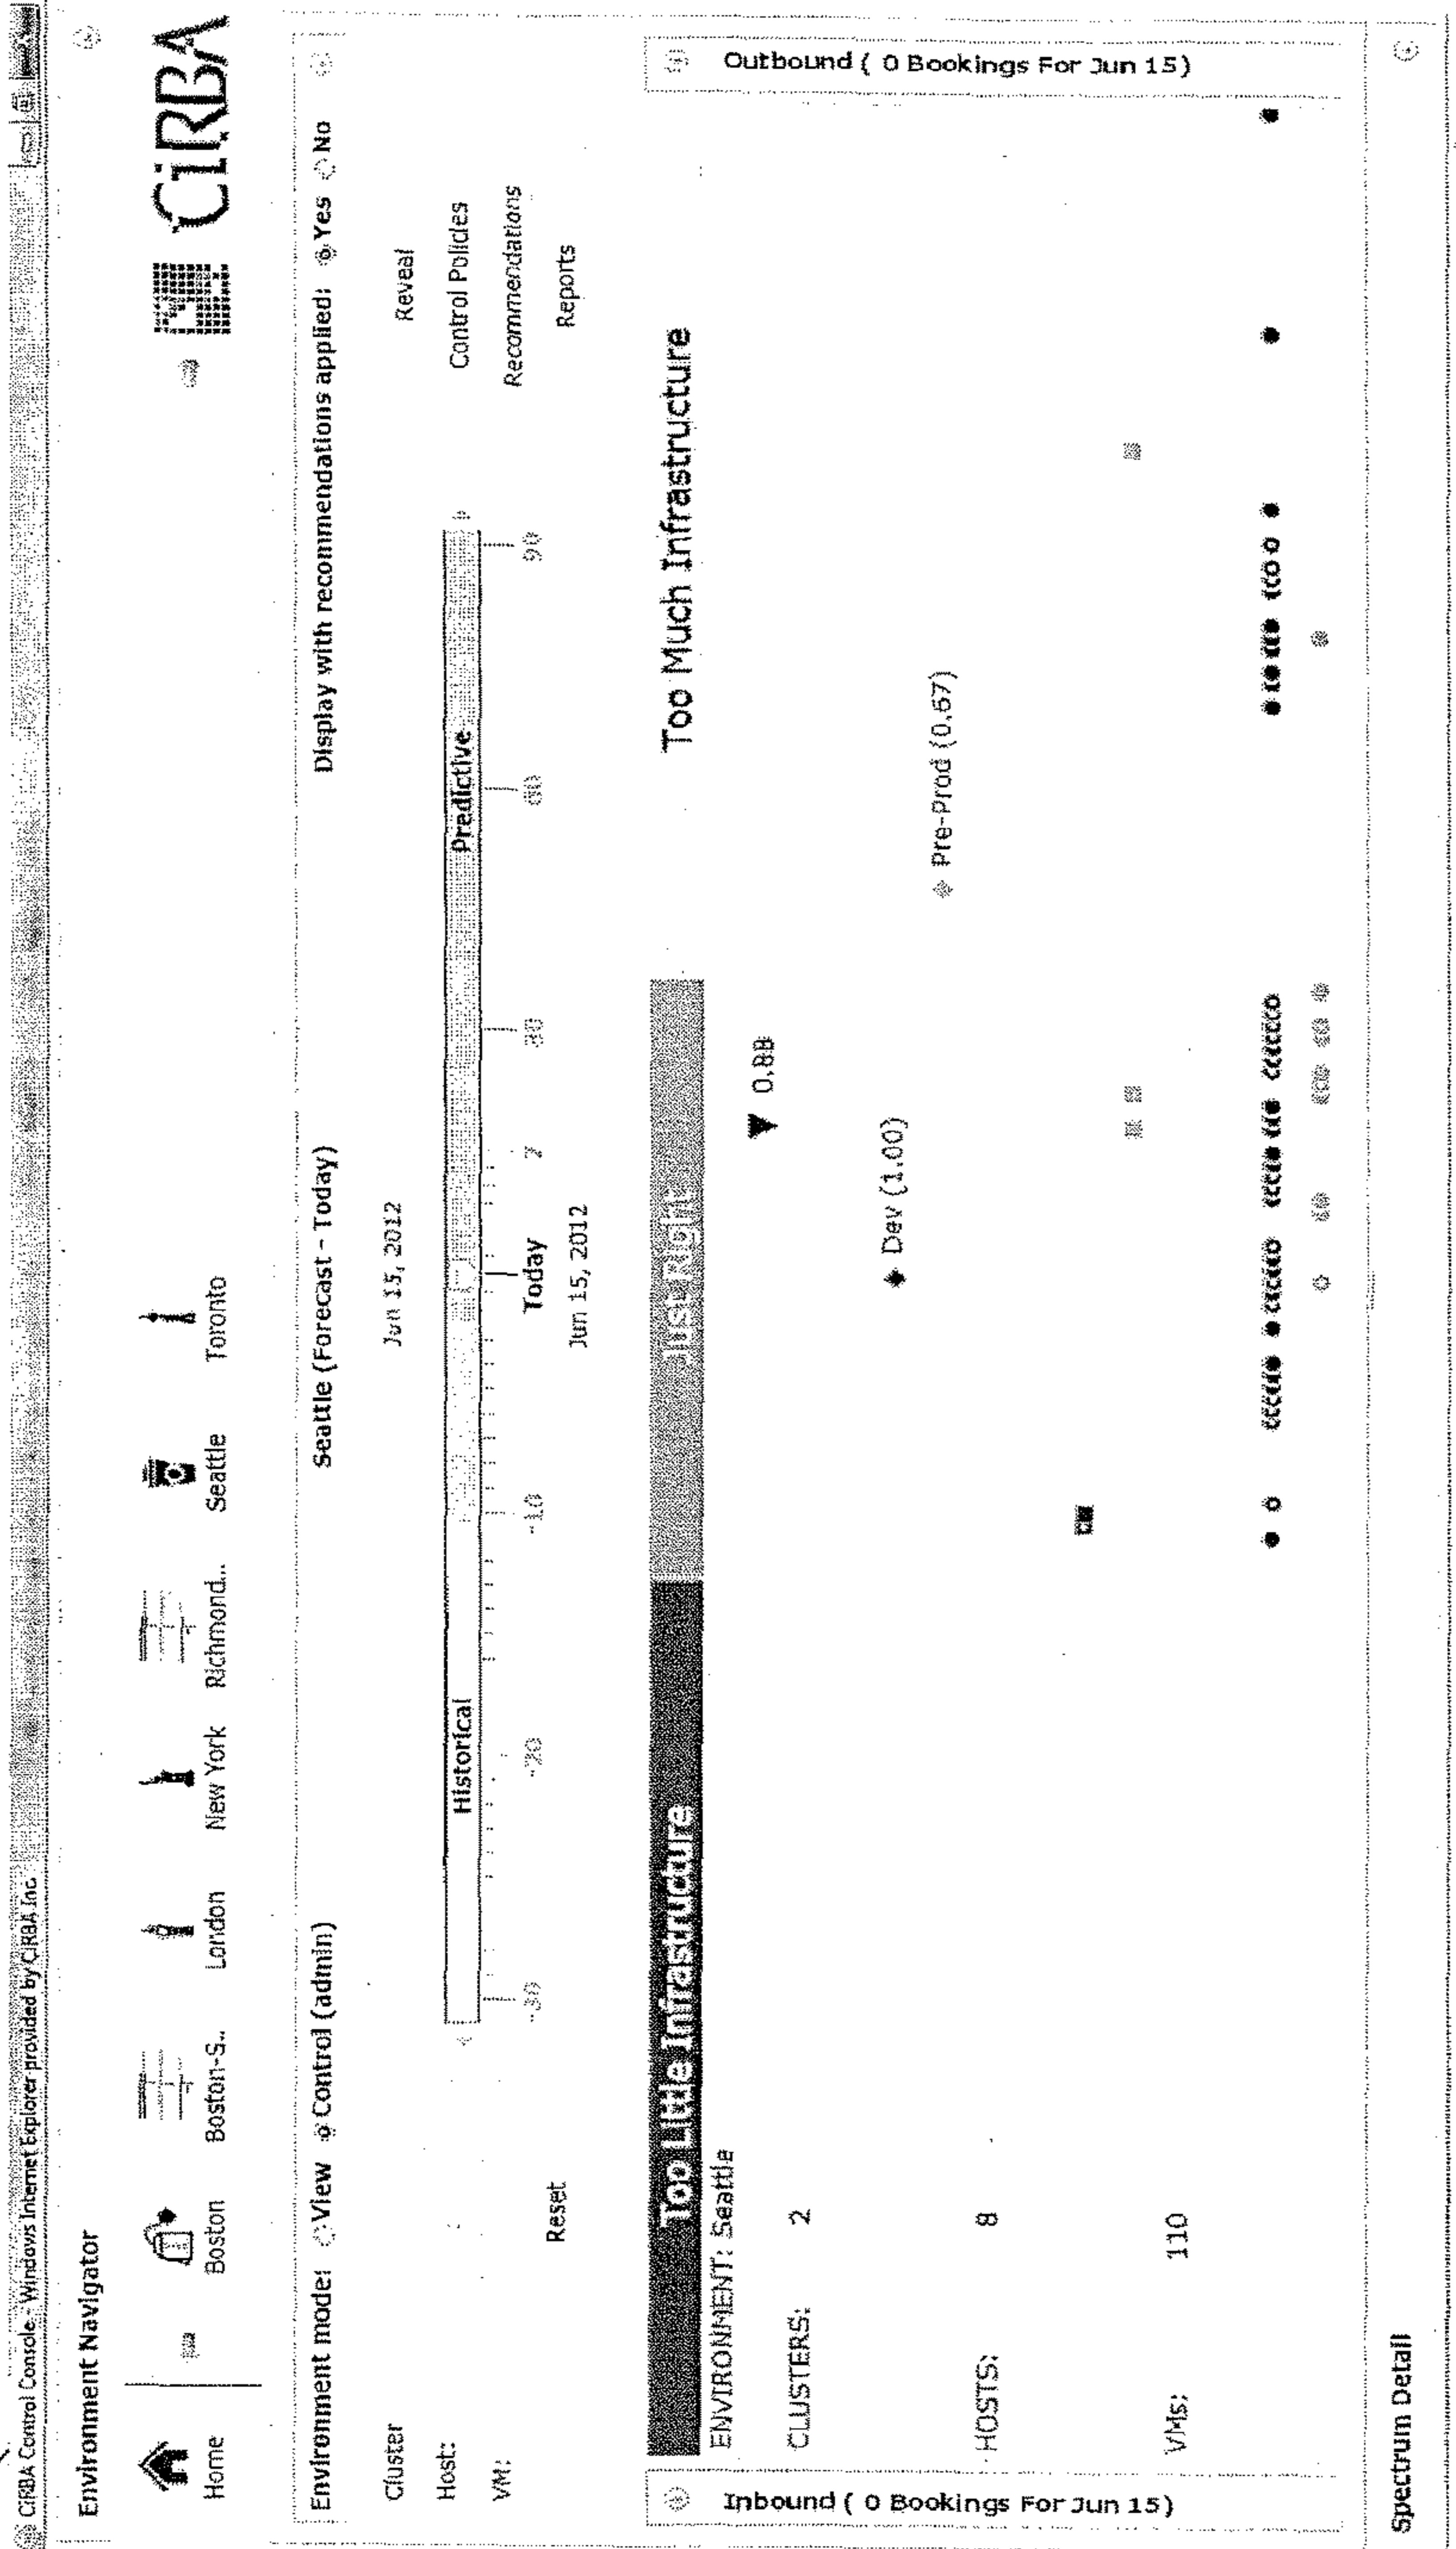 CiRBA Control Console - Windows Internet Explorer provided by CiRBA Inc.
Environment Navigator
CiRBA
Home
Boston
Boston-S..
London
New York
Richmond...
Seattle
Toronto
Environment mode: View Control (admin)
Seattle (Forecast - Today)
Display with recommendations applied: Yes No
Cluster
Host:
VM:
Reset
Jun 15, 2012
Historical
Predictive
-30 -20 -10 Today 7 30 60 90
Jun 15, 2012
Reveal
Control Policies
Recommendations
Reports
Too Little Infrastructure
Just Right
Too Much Infrastructure
Inbound ( 0 Bookings For Jun 15)
Outbound ( 0 Bookings For Jun 15)
ENVIRONMENT: Seattle
0.88
CLUSTERS: 2
Dev (1.00)
Pre-Prod (0.67)
HOSTS: 8
VMs: 110
Spectrum Detail